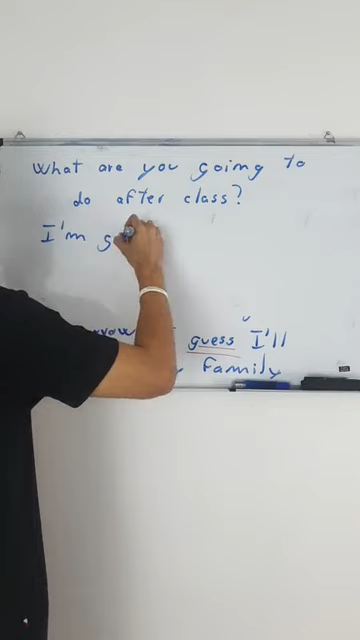 What are you going to
do after class?
I'm g
guess I'll
family